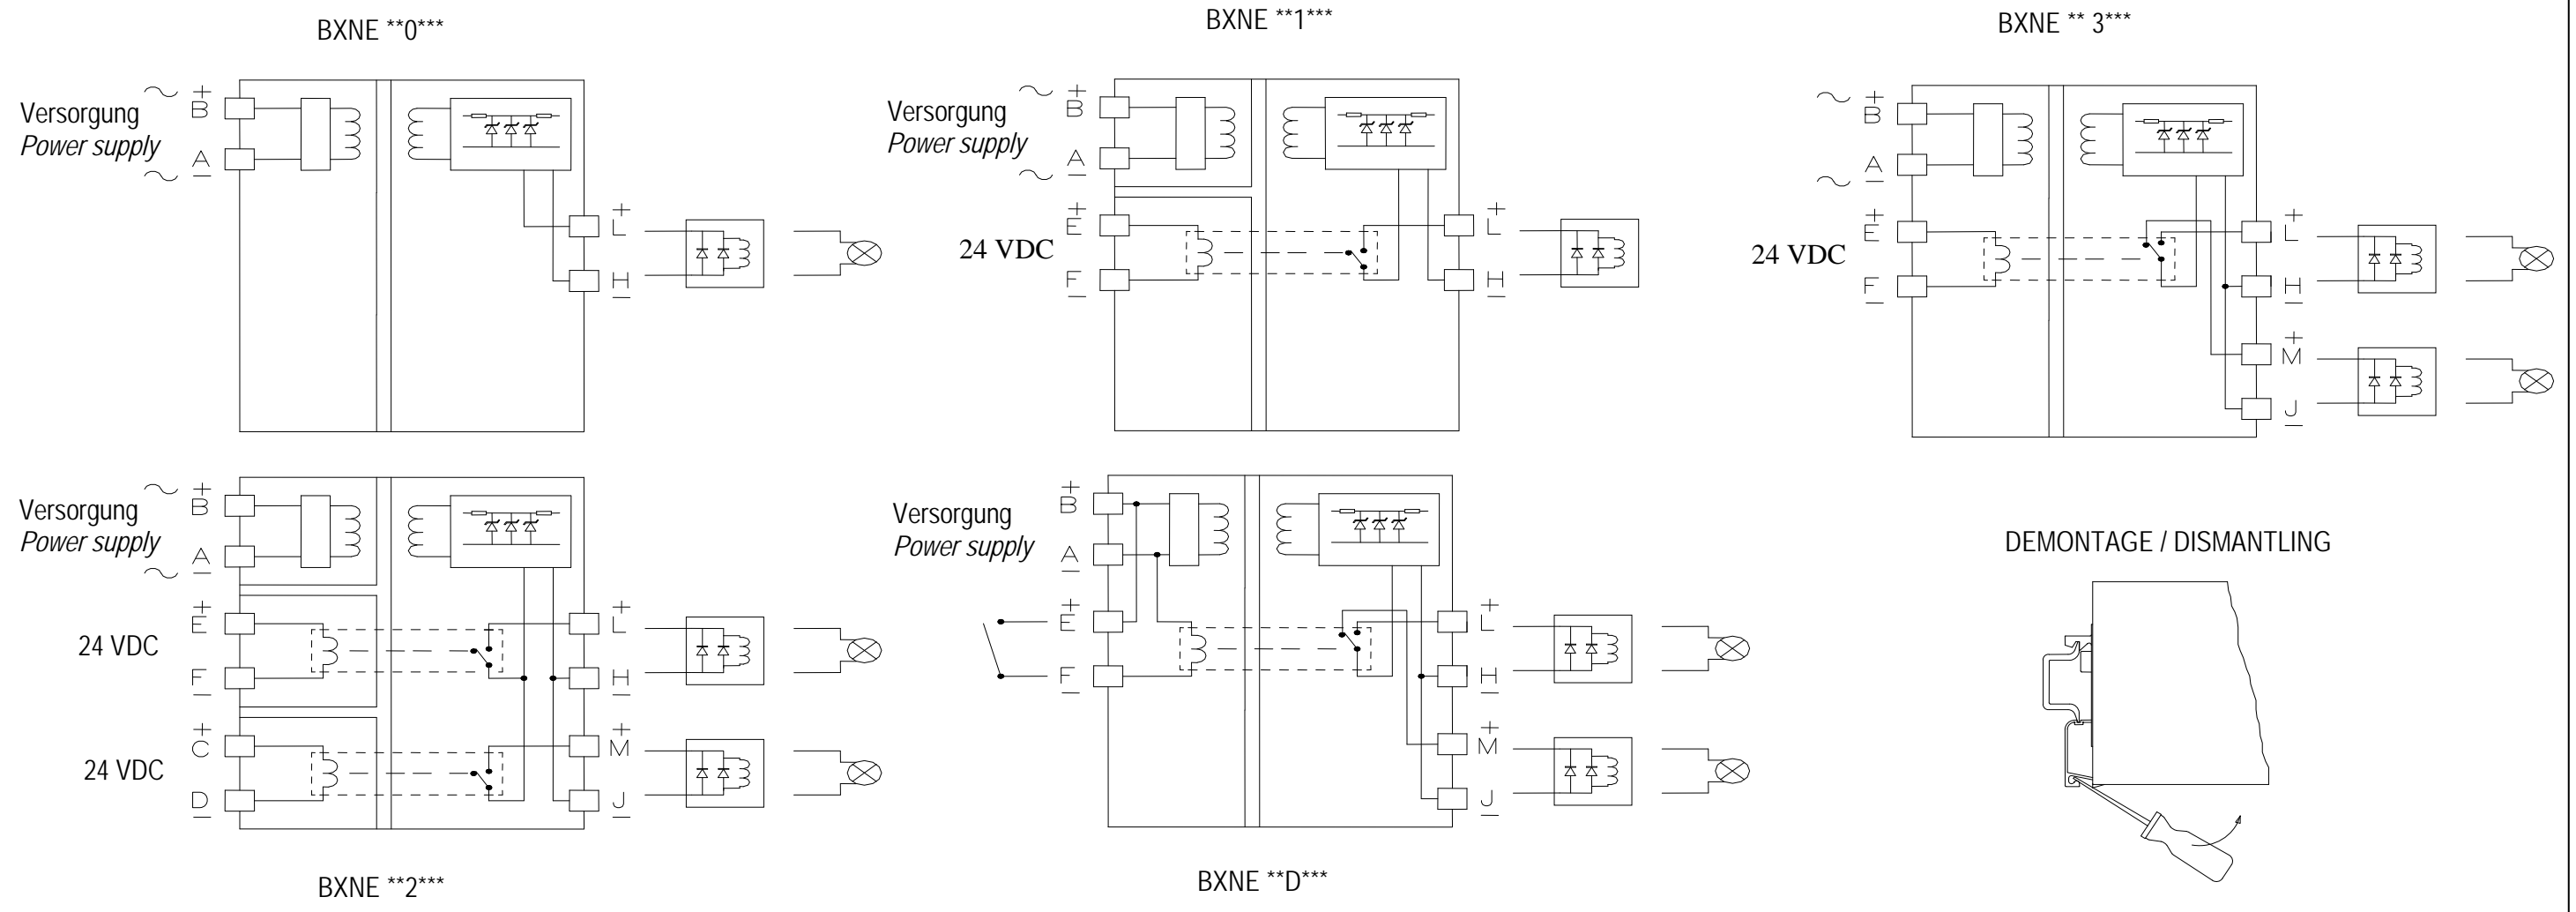 BXNE **0***
BXNE **1***
BXNE ** 3***
Versorgung
Power supply
~ +
B
A
~ −
+
L
H
−
Versorgung
Power supply
~ +
B
A
~ −
24 VDC
+
E
F
−
+
L
H
−
~ +
B
A
~ −
24 VDC
+
E
F
−
+
L
H
−
+
M
J
−
Versorgung
Power supply
~ +
B
A
~ −
24 VDC
+
E
F
−
24 VDC
+
C
D
−
+
L
H
−
+
M
J
−
BXNE **2***
Versorgung
Power supply
+
B
A
−
+
E
F
−
+
L
H
−
+
M
J
−
BXNE **D***
DEMONTAGE / DISMANTLING